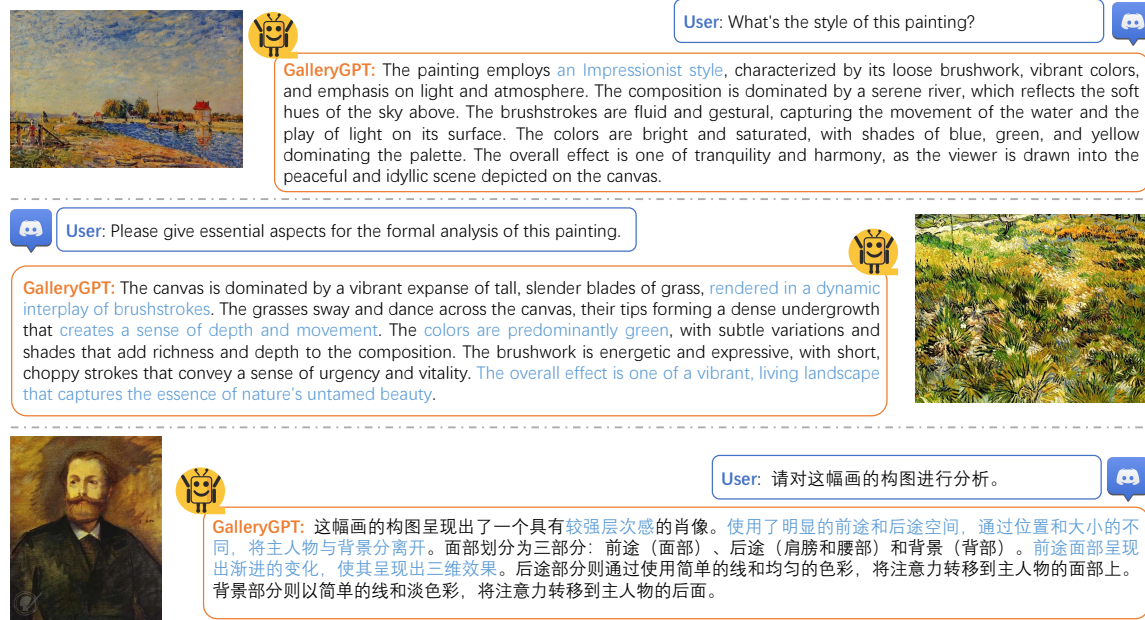 User: What's the style of this painting?
GalleryGPT: The painting employs an Impressionist style, characterized by its loose brushwork, vibrant colors,
and emphasis on light and atmosphere. The composition is dominated by a serene river, which reflects the soft
hues of the sky above. The brushstrokes are fluid and gestural, capturing the movement of the water and the
play of light on its surface. The colors are bright and saturated, with shades of blue, green, and yellow
dominating the palette. The overall effect is one of tranquility and harmony, as the viewer is drawn into the
peaceful and idyllic scene depicted on the canvas.
User: Please give essential aspects for the formal analysis of this painting.
GalleryGPT: The canvas is dominated by a vibrant expanse of tall, slender blades of grass, rendered in a dynamic
interplay of brushstrokes. The grasses sway and dance across the canvas, their tips forming a dense undergrowth
that creates a sense of depth and movement. The colors are predominantly green, with subtle variations and
shades that add richness and depth to the composition. The brushwork is energetic and expressive, with short,
choppy strokes that convey a sense of urgency and vitality. The overall effect is one of a vibrant, living landscape
that captures the essence of nature's untamed beauty.
User: 请对这幅画的构图进行分析。
GalleryGPT: 这幅画的构图呈现出了一个具有较强层次感的肖像。使用了明显的前途和后途空间，通过位置和大小的不
同，将主人物与背景分离开。面部划分为三部分：前途（面部）、后途（肩膀和腰部）和背景（背部）。前途面部呈现
出渐进的变化，使其呈现出三维效果。后途部分则通过使用简单的线和均匀的色彩，将注意力转移到主人物的面部上。
背景部分则以简单的线和淡色彩，将注意力转移到主人物的后面。